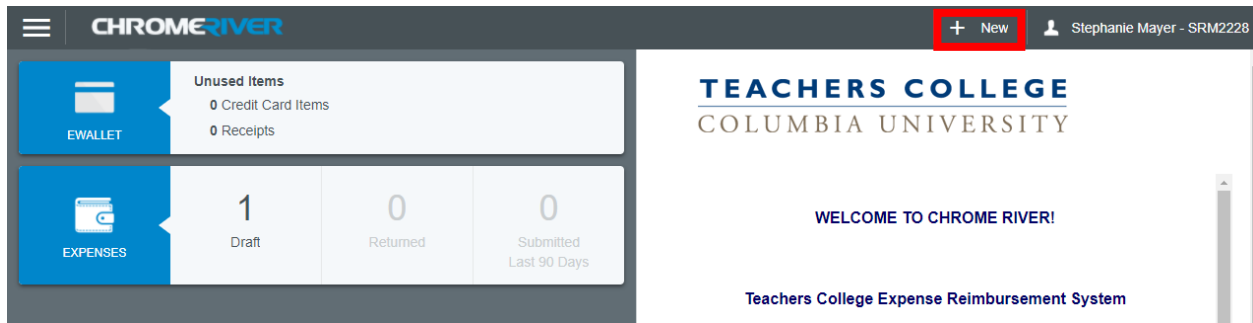 CHROMERIVER
+ New
Stephanie Mayer - SRM2228
EWALLET
Unused Items
0 Credit Card Items
0 Receipts
EXPENSES
1
Draft
0
Returned
0
Submitted
Last 90 Days
TEACHERS COLLEGE
COLUMBIA UNIVERSITY
WELCOME TO CHROME RIVER!
Teachers College Expense Reimbursement System